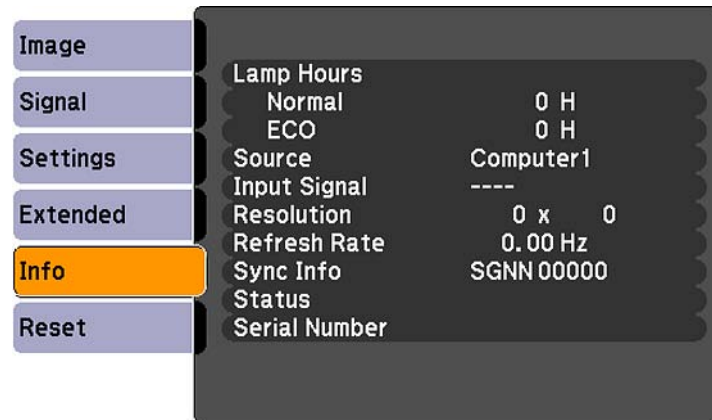 Image
Signal
Settings
Extended
Info
Reset
Lamp Hours
Normal 0 H
ECO 0 H
Source Computer1
Input Signal ----
Resolution 0 x 0
Refresh Rate 0.00 Hz
Sync Info SGNN 00000
Status
Serial Number